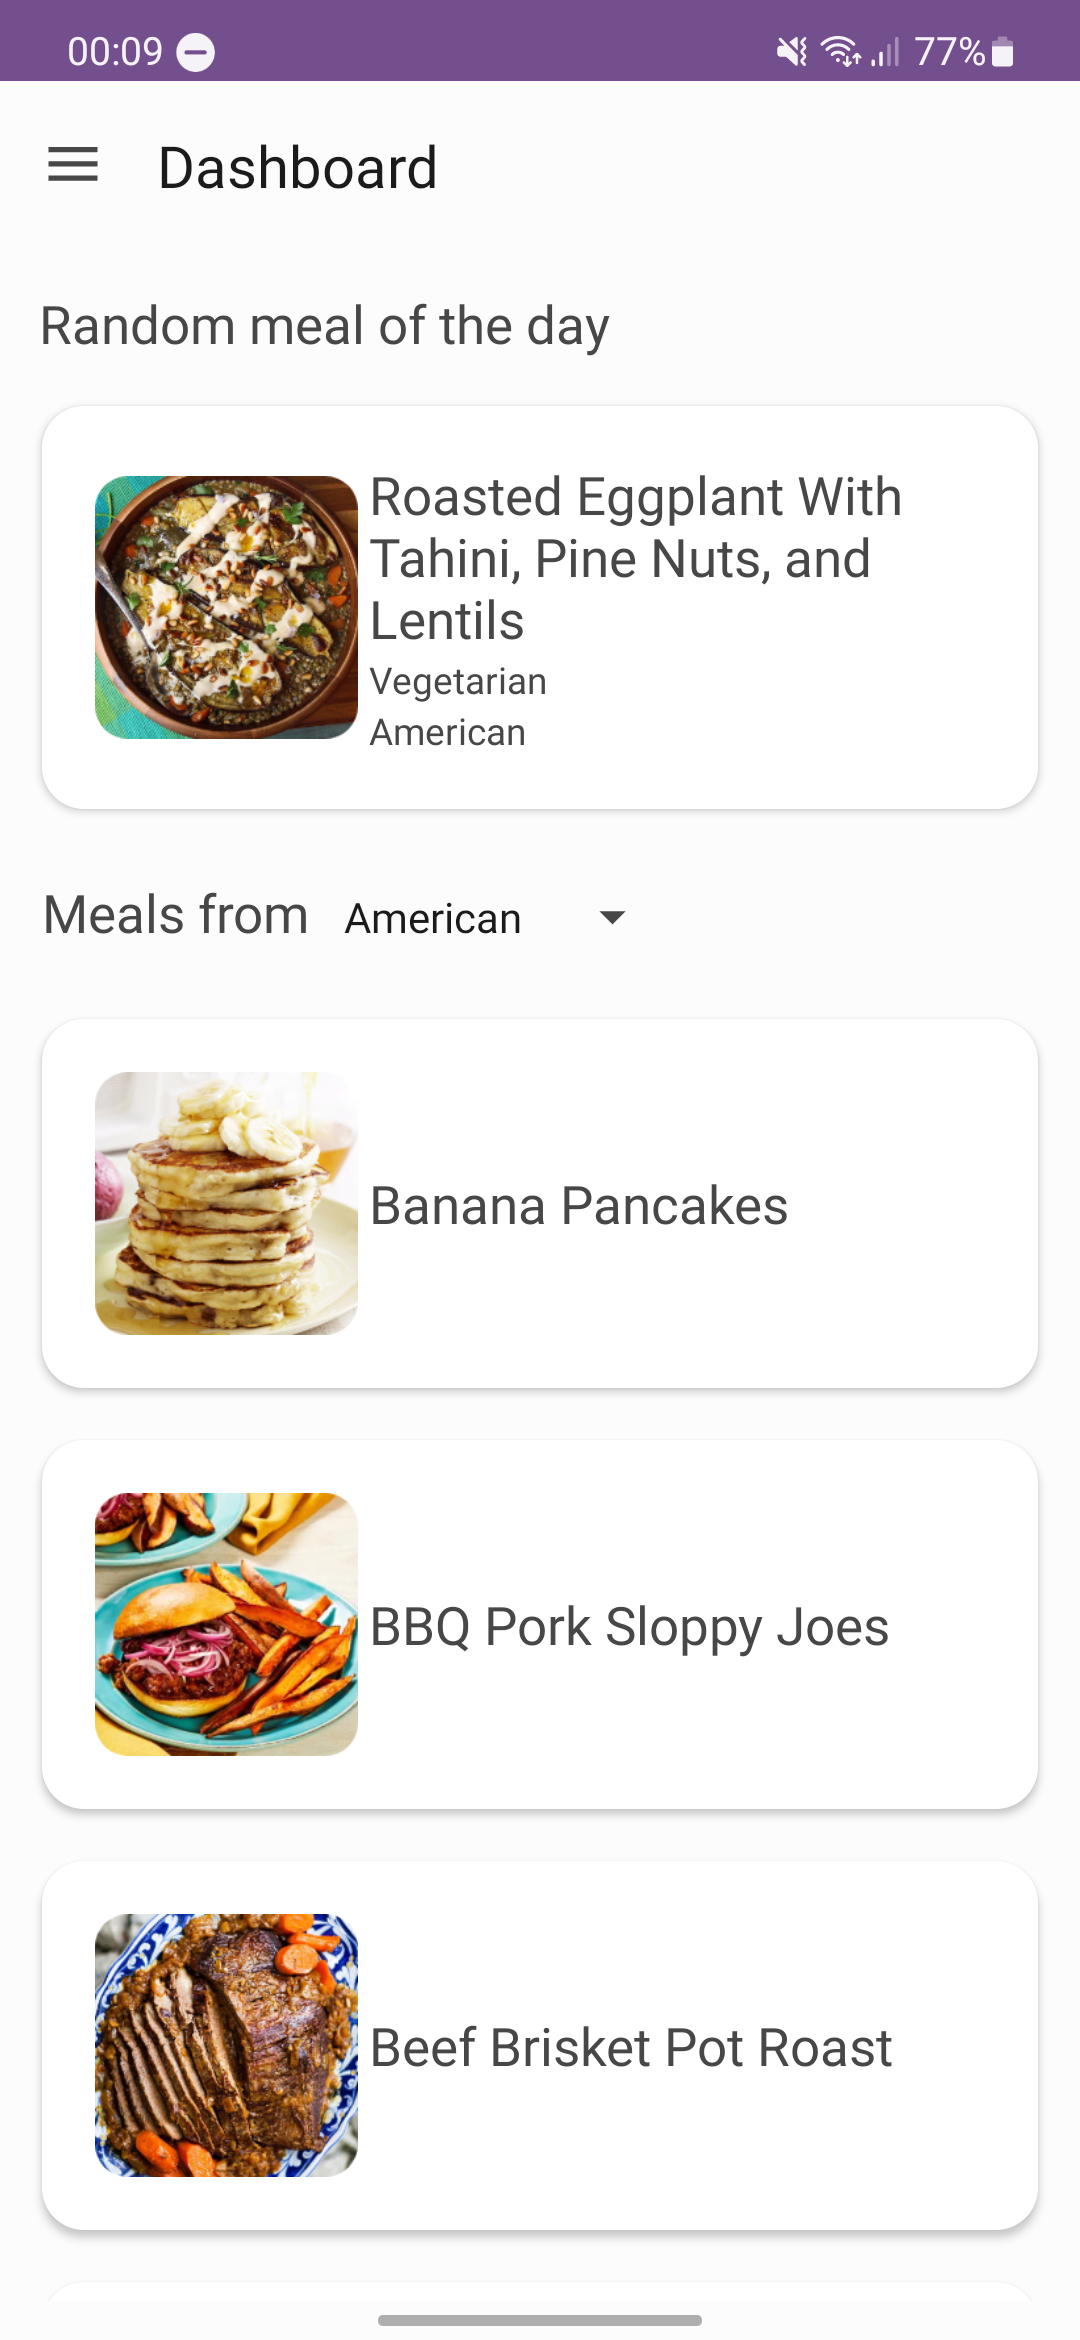 00:09
77%
Dashboard
Random meal of the day
Roasted Eggplant With
Tahini, Pine Nuts, and
Lentils
Vegetarian
American
Meals from American
Banana Pancakes
BBQ Pork Sloppy Joes
Beef Brisket Pot Roast